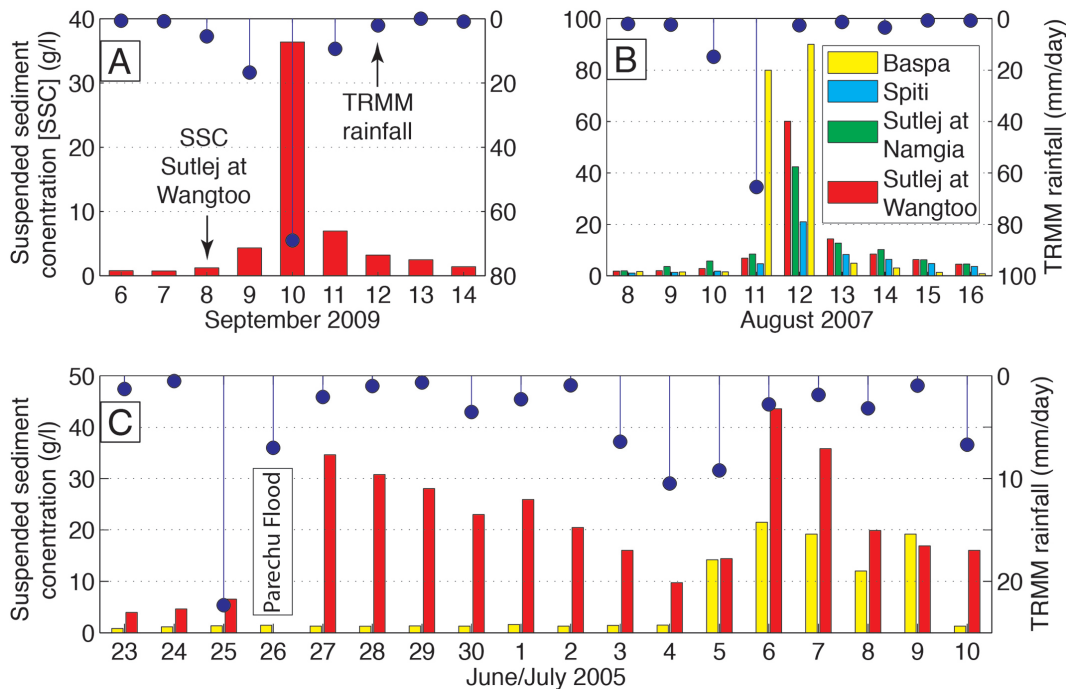 A
Suspended sediment
conentration [SSC] (g/l)
40
30
20
10
0
0
20
40
60
80
SSC
Sutlej at
Wangtoo
TRMM
rainfall
6 7 8 9 10 11 12 13 14
September 2009
B
100
80
60
40
20
0
Baspa
Spiti
Sutlej at
Namgia
Sutlej at
Wangtoo
0
20
40
60
80
100
TRMM rainfall (mm/day)
8 9 10 11 12 13 14 15 16
August 2007
C
Suspended sediment
conentration (g/l)
50
40
30
20
10
0
Parechu Flood
0
10
20
TRMM rainfall (mm/day)
23 24 25 26 27 28 29 30 1 2 3 4 5 6 7 8 9 10
June/July 2005